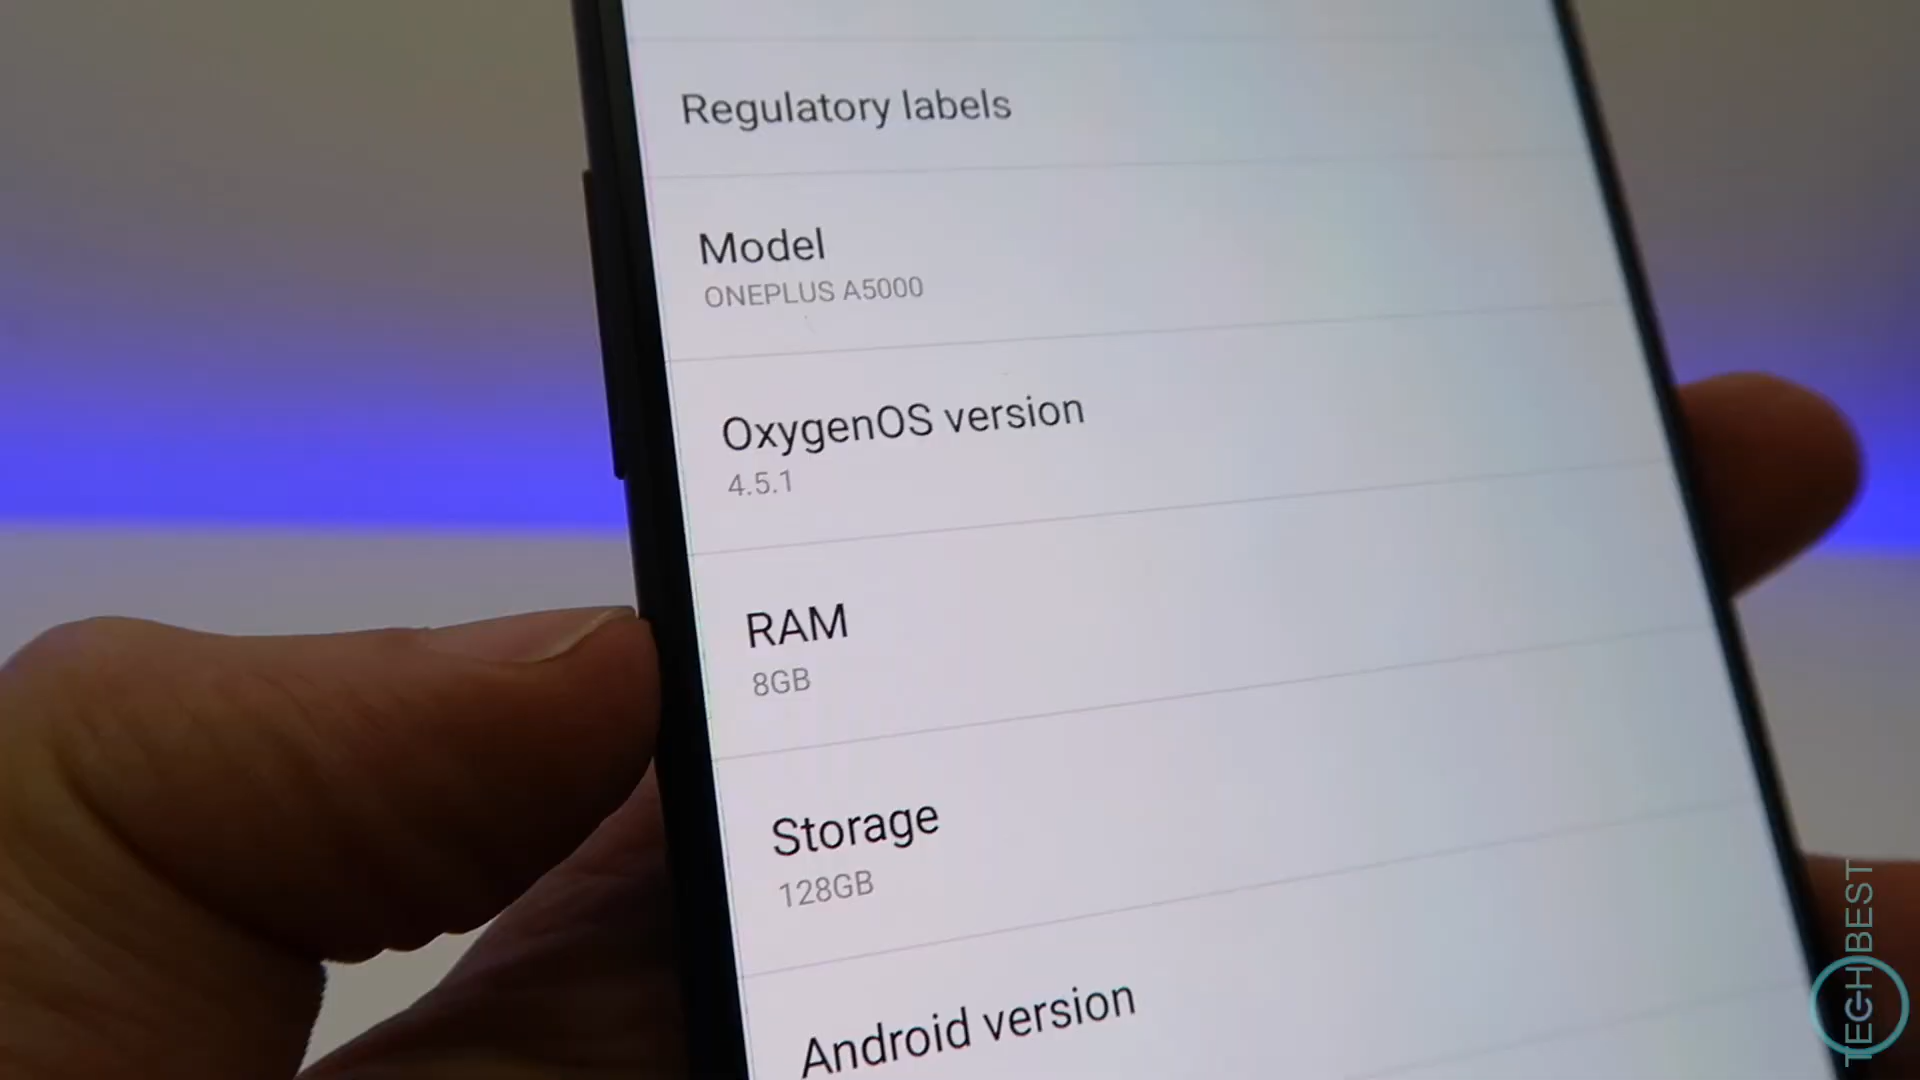 Regulatory labels
Model
ONEPLUS A5000
OxygenOS version
4.5.1
RAM
8GB
Storage
128GB
Android version
TECHBEST